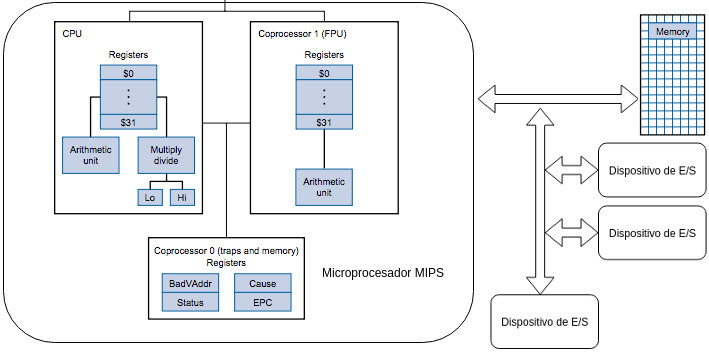 CPU
Registers
$0
$31
Arithmetic
unit
Multiply
divide
Lo
Hi
Coprocessor 1 (FPU)
Registers
$0
$31
Arithmetic
unit
Coprocessor 0 (traps and memory)
Registers
BadVAddr
Cause
Status
EPC
Microprocesador MIPS
Memory
Dispositivo de E/S
Dispositivo de E/S
Dispositivo de E/S